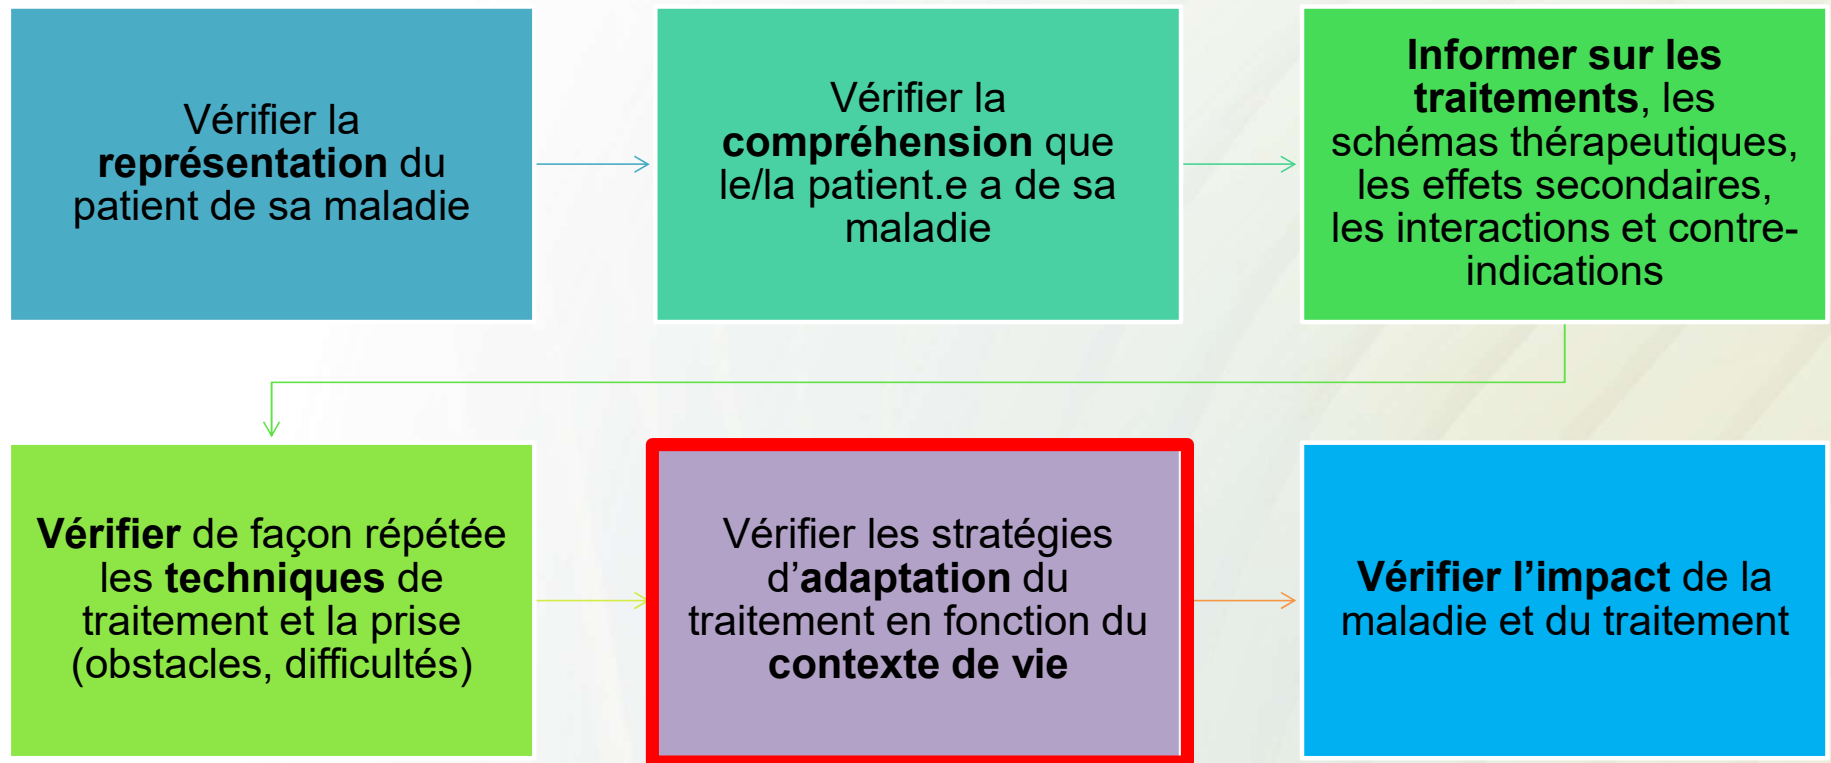 Vérifier la
représentation du
patient de sa maladie
Vérifier la
compréhension que
le/la patient.e a de sa
maladie
Informer sur les
traitements, les
schémas thérapeutiques,
les effets secondaires,
les interactions et contre-
indications
Vérifier de façon répétée
les techniques de
traitement et la prise
(obstacles, difficultés)
Vérifier les stratégies
d’adaptation du
traitement en fonction du
contexte de vie
Vérifier l’impact de la
maladie et du traitement